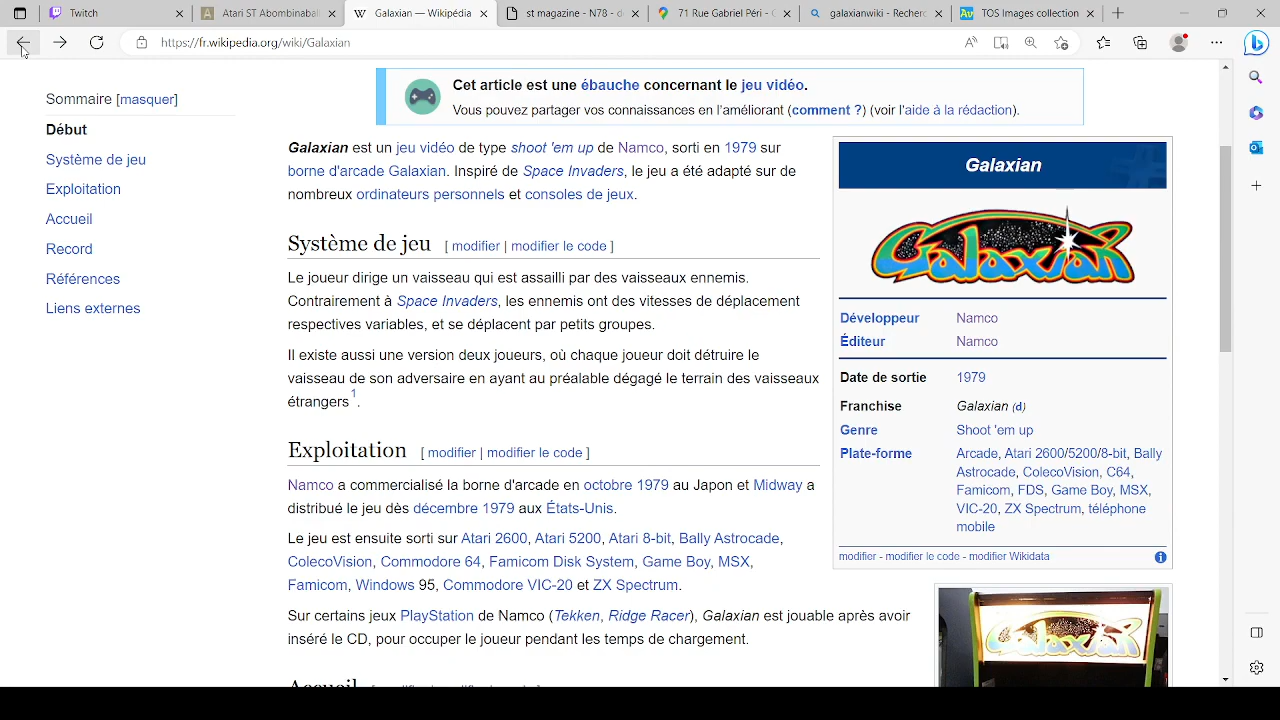 Twitch
Atari ST Abominabal
Galaxian — Wikipédia
st magazine - N78 - d
71 Rue Gabriel Péri - G
galaxianwiki - Recherc
TOS Images collection
https://fr.wikipedia.org/wiki/Galaxian
Cet article est une ébauche concernant le jeu vidéo.
Vous pouvez partager vos connaissances en l'améliorant (comment ?) (voir l'aide à la rédaction).
Sommaire [masquer]
Début
Système de jeu
Exploitation
Accueil
Record
Références
Liens externes
Galaxian est un jeu vidéo de type shoot 'em up de Namco, sorti en 1979 sur
borne d'arcade Galaxian. Inspiré de Space Invaders, le jeu a été adapté sur de
nombreux ordinateurs personnels et consoles de jeux.
Système de jeu [ modifier | modifier le code ]
Le joueur dirige un vaisseau qui est assailli par des vaisseaux ennemis.
Contrairement à Space Invaders, les ennemis ont des vitesses de déplacement
respectives variables, et se déplacent par petits groupes.
Il existe aussi une version deux joueurs, où chaque joueur doit détruire le
vaisseau de son adversaire en ayant au préalable dégagé le terrain des vaisseaux
étrangers 1.
Exploitation [ modifier | modifier le code ]
Namco a commercialisé la borne d'arcade en octobre 1979 au Japon et Midway a
distribué le jeu dès décembre 1979 aux États-Unis.
Le jeu est ensuite sorti sur Atari 2600, Atari 5200, Atari 8-bit, Bally Astrocade,
ColecoVision, Commodore 64, Famicom Disk System, Game Boy, MSX,
Famicom, Windows 95, Commodore VIC-20 et ZX Spectrum.
Sur certains jeux PlayStation de Namco (Tekken, Ridge Racer), Galaxian est jouable après avoir
inséré le CD, pour occuper le joueur pendant les temps de chargement.
Galaxian
Galaxian
Développeur Namco
Éditeur Namco
Date de sortie 1979
Franchise Galaxian (d)
Genre Shoot 'em up
Plate-forme Arcade, Atari 2600/5200/8-bit, Bally
Astrocade, ColecoVision, C64,
Famicom, FDS, Game Boy, MSX,
VIC-20, ZX Spectrum, téléphone
mobile
modifier - modifier le code - modifier Wikidata
Galaxian